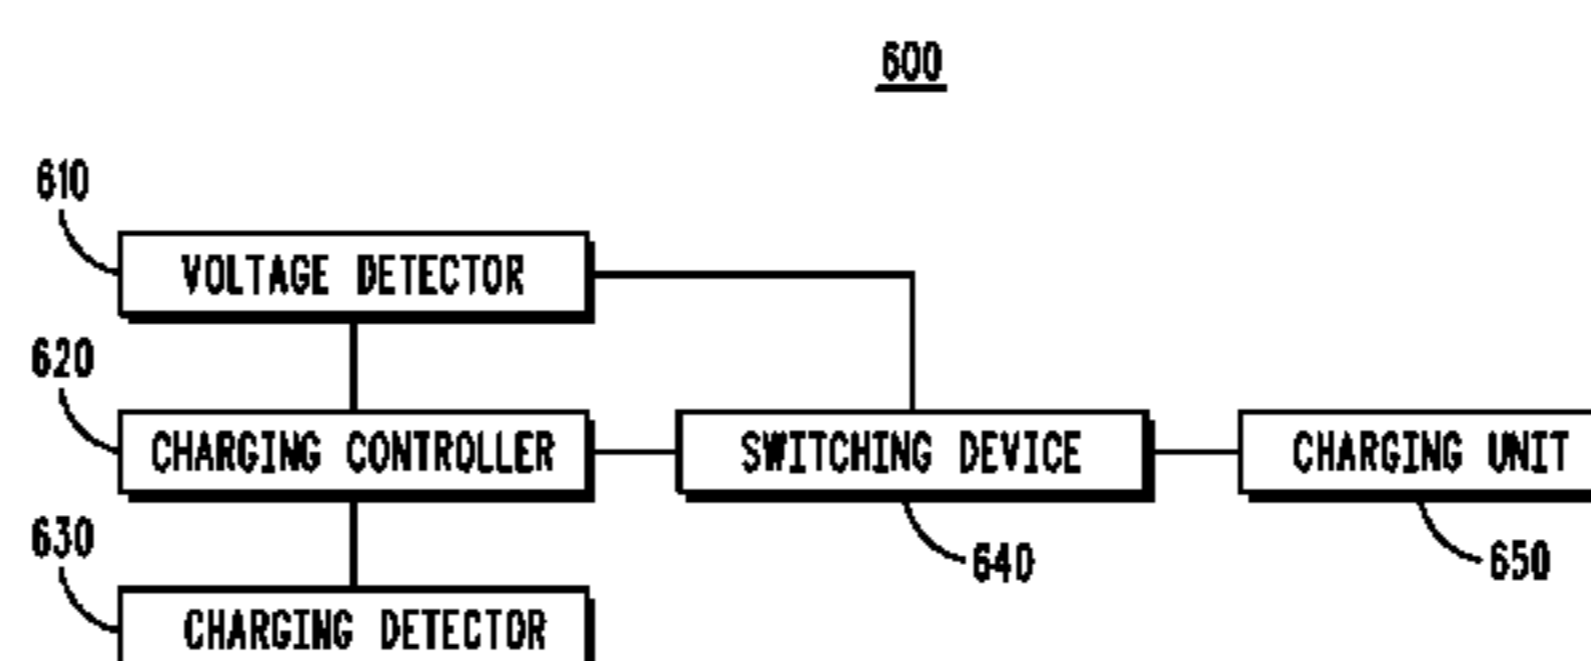 600
610
VOLTAGE DETECTOR
620
CHARGING CONTROLLER
SWITCHING DEVICE
CHARGING UNIT
630
640
650
CHARGING DETECTOR